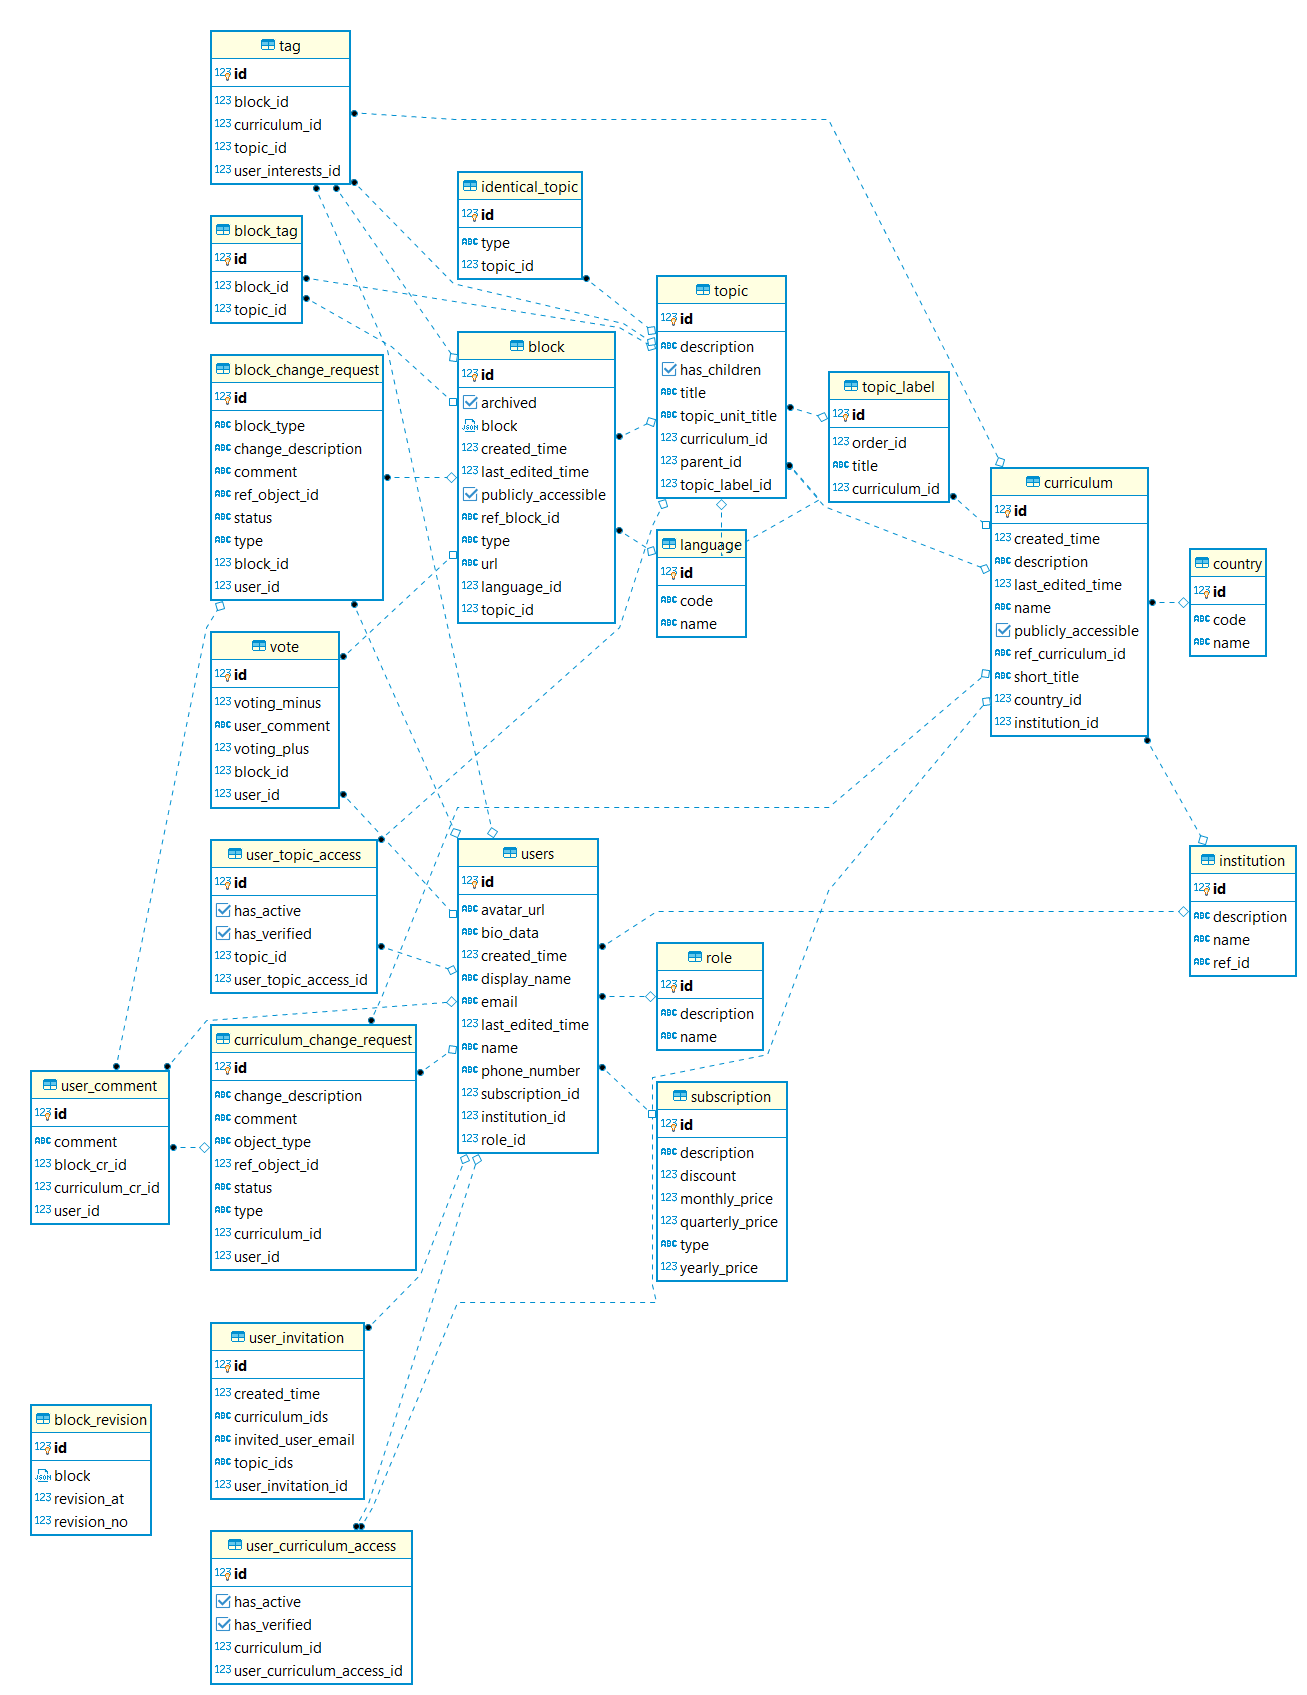 tag
id
block_id
curriculum_id
topic_id
user_interests_id
block_tag
id
block_id
topic_id
block_change_request
id
block_type
change_description
comment
ref_object_id
status
type
block_id
user_id
vote
id
voting_minus
user_comment
voting_plus
block_id
user_id
user_topic_access
id
has_active
has_verified
topic_id
user_topic_access_id
user_comment
id
comment
block_cr_id
curriculum_cr_id
user_id
curriculum_change_request
id
change_description
comment
object_type
ref_object_id
status
type
curriculum_id
user_id
user_invitation
id
created_time
curriculum_ids
invited_user_email
topic_ids
user_invitation_id
block_revision
id
block
revision_at
revision_no
user_curriculum_access
id
has_active
has_verified
curriculum_id
user_curriculum_access_id
identical_topic
id
type
topic_id
block
id
archived
block
created_time
last_edited_time
publicly_accessible
ref_block_id
type
url
language_id
topic_id
users
id
avatar_url
bio_data
created_time
display_name
email
last_edited_time
name
phone_number
subscription_id
institution_id
role_id
topic
id
description
has_children
title
topic_unit_title
curriculum_id
parent_id
topic_label_id
language
id
code
name
role
id
description
name
subscription
id
description
discount
monthly_price
quarterly_price
type
yearly_price
topic_label
id
order_id
title
curriculum_id
curriculum
id
created_time
description
last_edited_time
name
publicly_accessible
ref_curriculum_id
short_title
country_id
institution_id
country
id
code
name
institution
id
description
name
ref_id